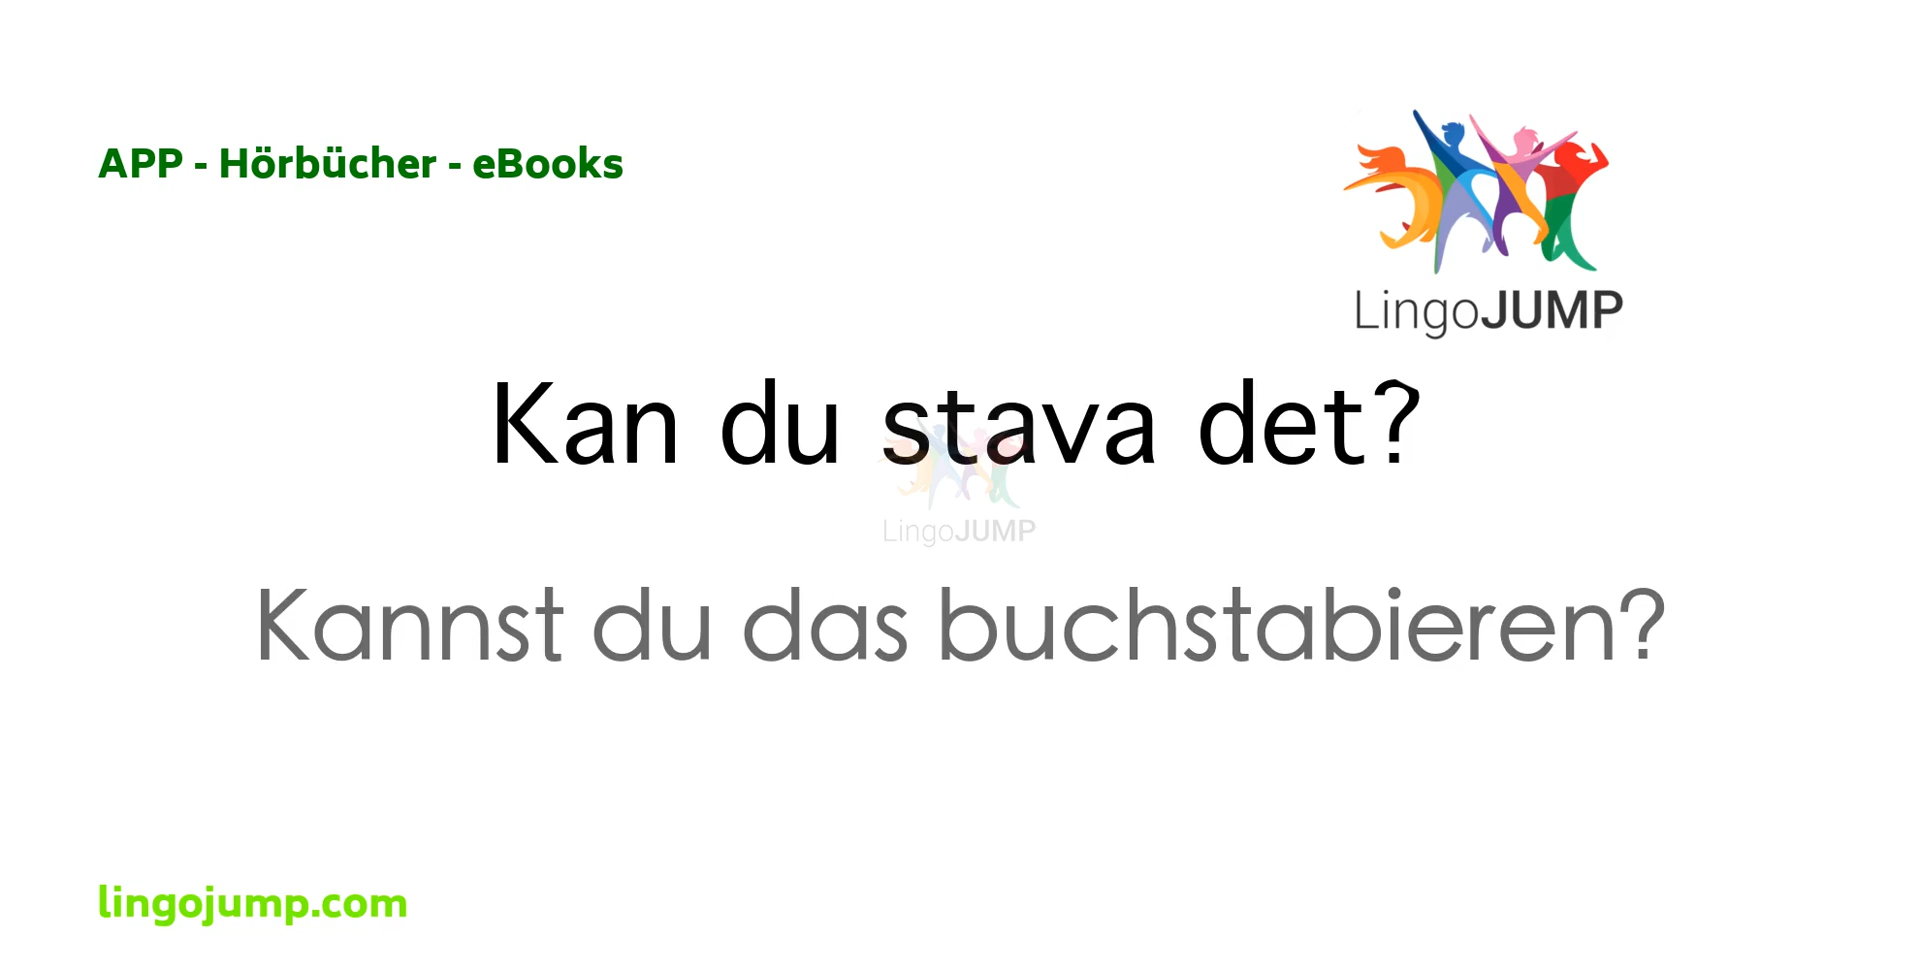 APP - Hörbücher - eBooks
LingoJUMP
Kan du stava det?
LingoJUMP
Kannst du das buchstabieren?
lingojump.com